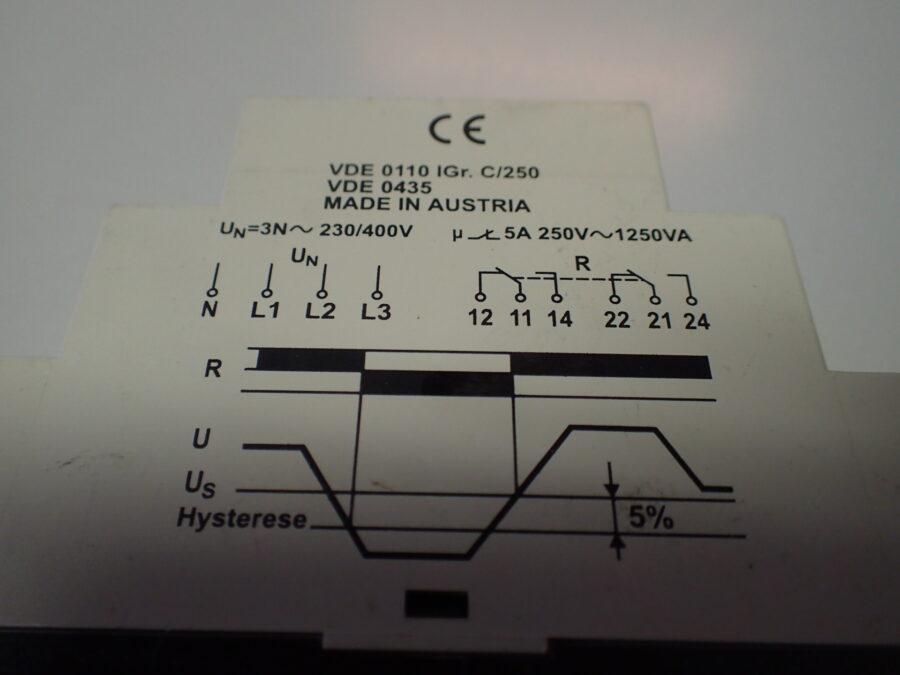 CE
VDE 0110 IGr. C/250
VDE 0435
MADE IN AUSTRIA
UN=3N～ 230/400V μ 5A 250V～1250VA
UN R
N L1 L2 L3 12 11 14 22 21 24
R
U
US
Hysterese 5%